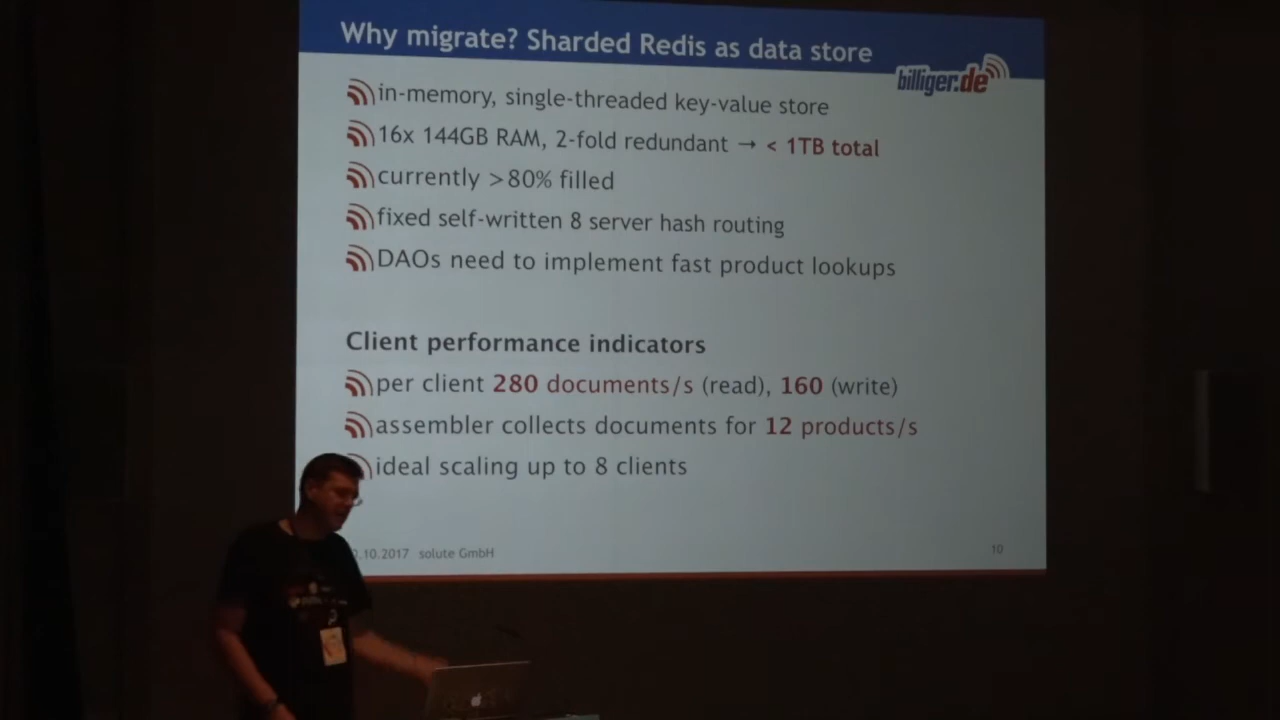 Why migrate? Sharded Redis as data store
billiger.de
in-memory, single-threaded key-value store
16x 144GB RAM, 2-fold redundant → < 1TB total
currently >80% filled
fixed self-written 8 server hash routing
DAOs need to implement fast product lookups
Client performance indicators
per client 280 documents/s (read), 160 (write)
assembler collects documents for 12 products/s
ideal scaling up to 8 clients
.10.2017 solute GmbH
10